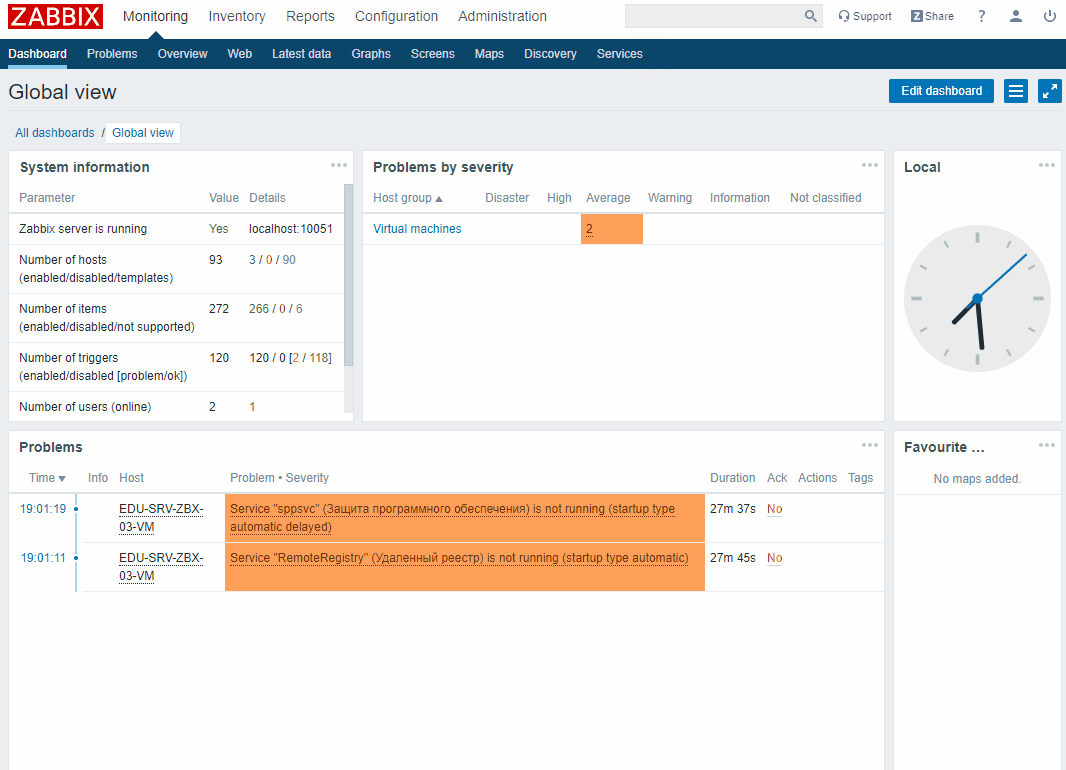 ZABBIX Monitoring Inventory Reports Configuration Administration Support Z Share ?
Dashboard Problems Overview Web Latest data Graphs Screens Maps Discovery Services
Global view Edit dashboard
All dashboards / Global view
System information
Parameter Value Details
Zabbix server is running Yes localhost:10051
Number of hosts 93 3 / 0 / 90
(enabled/disabled/templates)
Number of items 272 266 / 0 / 6
(enabled/disabled/not supported)
Number of triggers 120 120 / 0 [2 / 118]
(enabled/disabled [problem/ok])
Number of users (online) 2 1
Problems by severity
Host group Disaster High Average Warning Information Not classified
Virtual machines 2
Local
Problems
Time Info Host Problem • Severity Duration Ack Actions Tags
19:01:19 EDU-SRV-ZBX- Service "sppsvc" (Защита программного обеспечения) is not running (startup type 27m 37s No
03-VM automatic delayed)
19:01:11 EDU-SRV-ZBX- Service "RemoteRegistry" (Удаленный реестр) is not running (startup type automatic) 27m 45s No
03-VM
Favourite ...
No maps added.